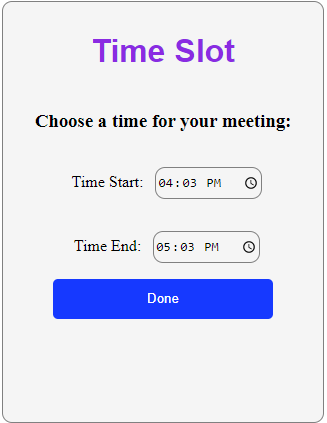 Time Slot
Choose a time for your meeting:
Time Start: 04:03 PM
Time End: 05:03 PM
Done